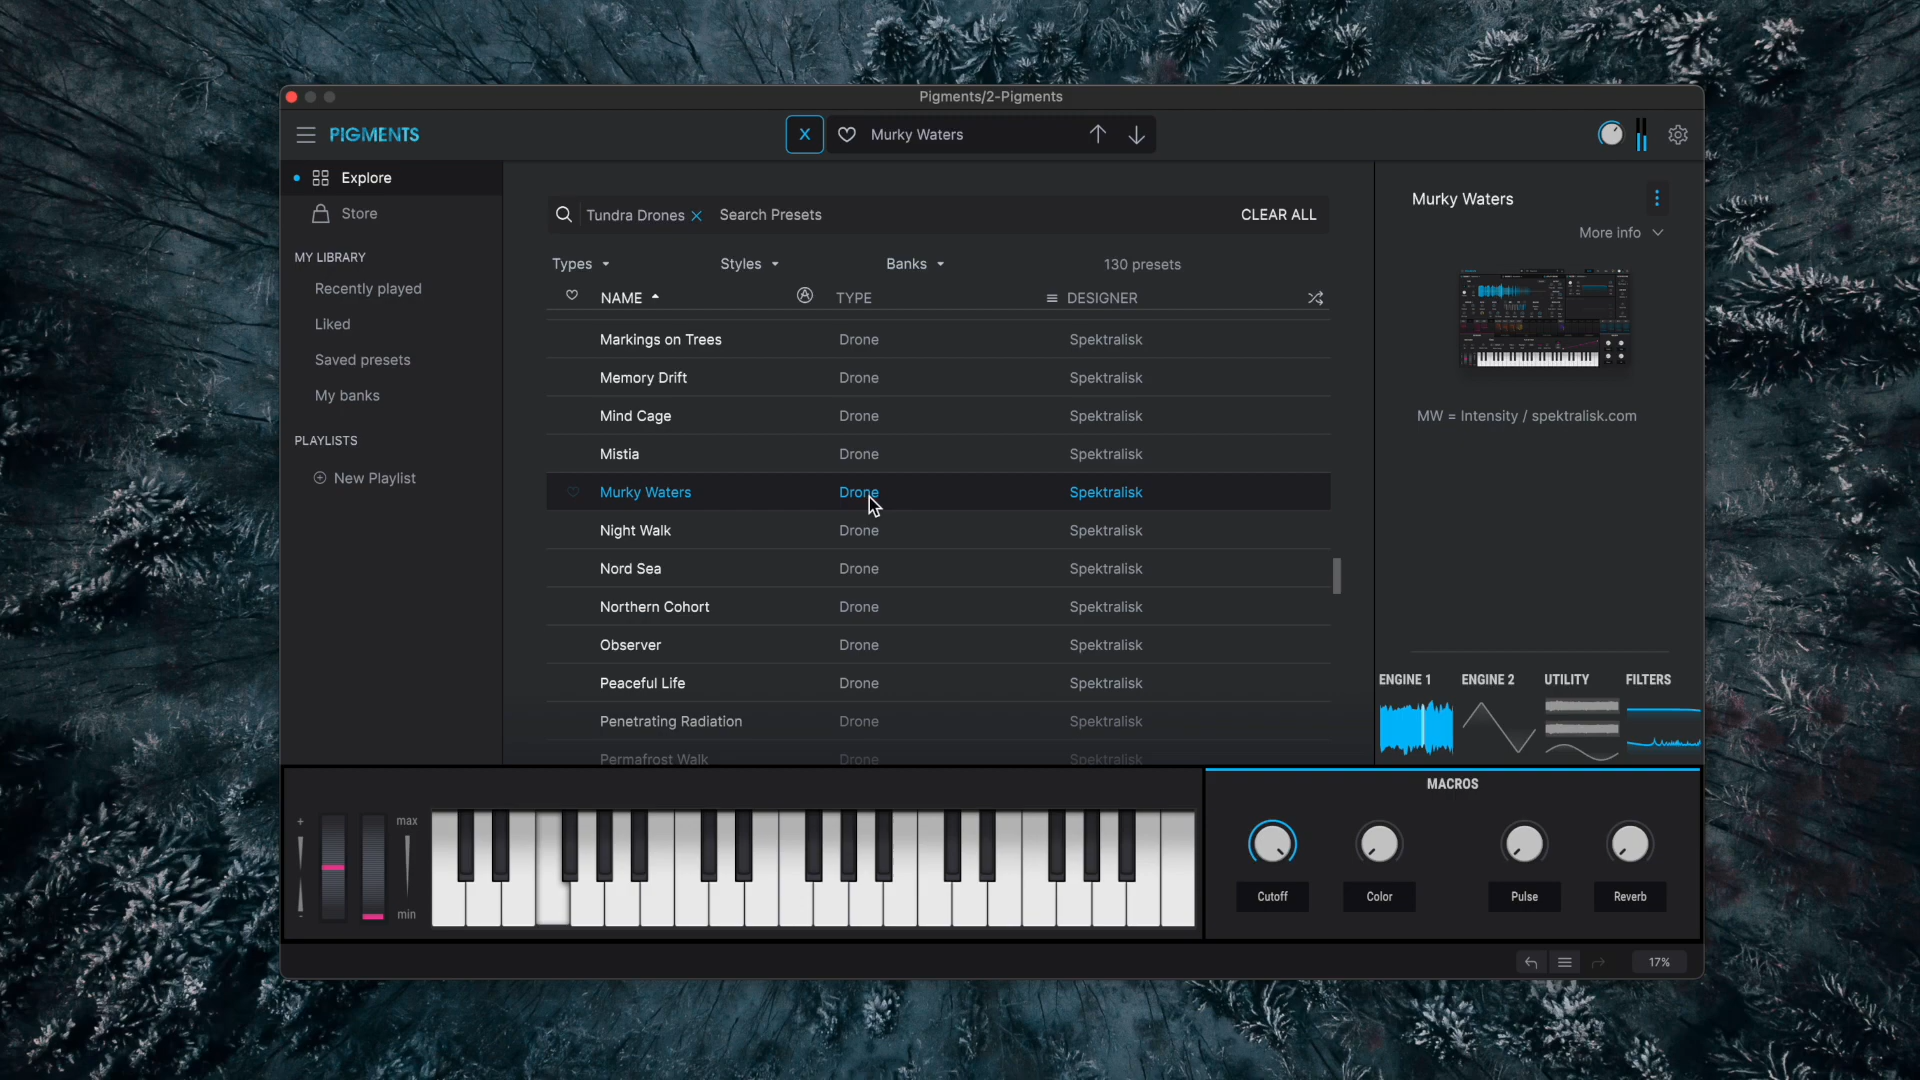 Pigments/2-Pigments
PIGMENTS
X Murky Waters
Explore
Store
MY LIBRARY
Recently played
Liked
Saved presets
My banks
PLAYLISTS
New Playlist
Tundra Drones Search Presets CLEAR ALL
Types Styles Banks 130 presets
NAME TYPE DESIGNER
Markings on Trees Drone Spektralisk
Memory Drift Drone Spektralisk
Mind Cage Drone Spektralisk
Mistia Drone Spektralisk
Murky Waters Drone Spektralisk
Night Walk Drone Spektralisk
Nord Sea Drone Spektralisk
Northern Cohort Drone Spektralisk
Observer Drone Spektralisk
Peaceful Life Drone Spektralisk
Penetrating Radiation Drone Spektralisk
Permafrost Walk Drone Spektralisk
Murky Waters
More info
MW = Intensity / spektralisk.com
ENGINE 1 ENGINE 2 UTILITY FILTERS
MACROS
+ max
- min
Cutoff Color Pulse Reverb
17%